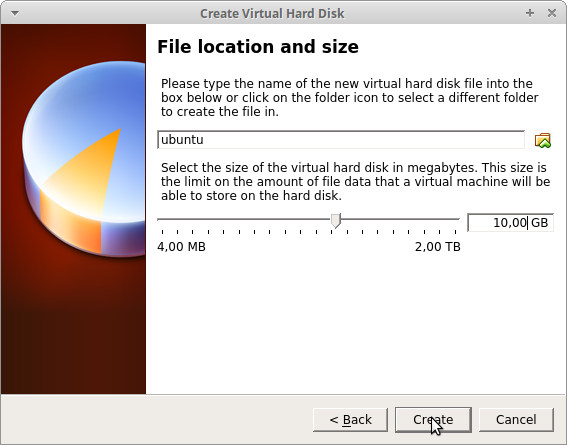 Create Virtual Hard Disk
File location and size
Please type the name of the new virtual hard disk file into the
box below or click on the folder icon to select a different folder
to create the file in.
ubuntu
Select the size of the virtual hard disk in megabytes. This size is
the limit on the amount of file data that a virtual machine will be
able to store on the hard disk.
10,00 GB
4,00 MB 2,00 TB
< Back Create Cancel